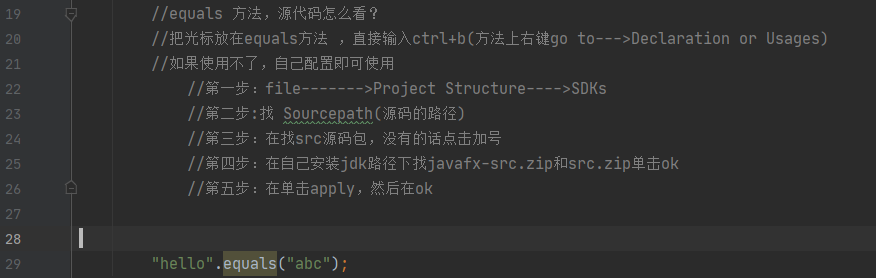 19 //equals 方法，源代码怎么看？
20 //把光标放在equals方法 ，直接输入ctrl+b(方法上右键go to--->Declaration or Usages)
21 //如果使用不了，自己配置即可使用
22 //第一步：file------->Project Structure---->SDKs
23 //第二步:找 Sourcepath(源码的路径)
24 //第三步：在找src源码包，没有的话点击加号
25 //第四步：在自己安装jdk路径下找javafx-src.zip和src.zip单击ok
26 //第五步：在单击apply，然后在ok
27
28
29 "hello".equals("abc");